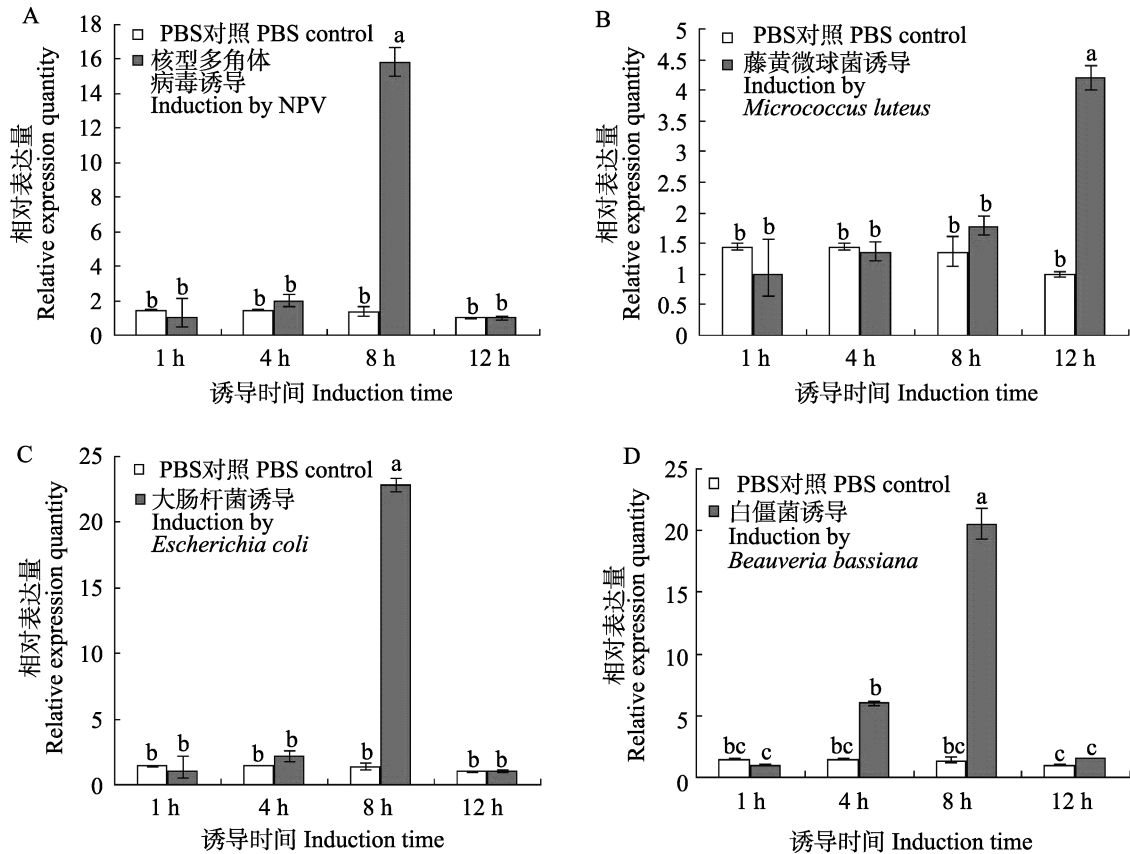 A
PBS对照 PBS control
核型多角体
病毒诱导
Induction by NPV
相对表达量
Relative expression quantity
18
16
14
12
10
8
6
4
2
0
b
b
b
b
b
a
b
b
1 h
4 h
8 h
12 h
诱导时间 Induction time
B
PBS对照 PBS control
藤黄微球菌诱导
Induction by
Micrococcus luteus
相对表达量
Relative expression quantity
5
4.5
4
3.5
3
2.5
2
1.5
1
0.5
0
b
b
b
b
b
b
b
a
1 h
4 h
8 h
12 h
诱导时间 Induction time
C
PBS对照 PBS control
大肠杆菌诱导
Induction by
Escherichia coli
相对表达量
Relative expression quantity
25
20
15
10
5
0
b
b
b
b
b
a
b
b
1 h
4 h
8 h
12 h
诱导时间 Induction time
D
PBS对照 PBS control
白僵菌诱导
Induction by
Beauveria bassiana
相对表达量
Relative expression quantity
25
20
15
10
5
0
bc
c
bc
b
bc
a
c
c
1 h
4 h
8 h
12 h
诱导时间 Induction time